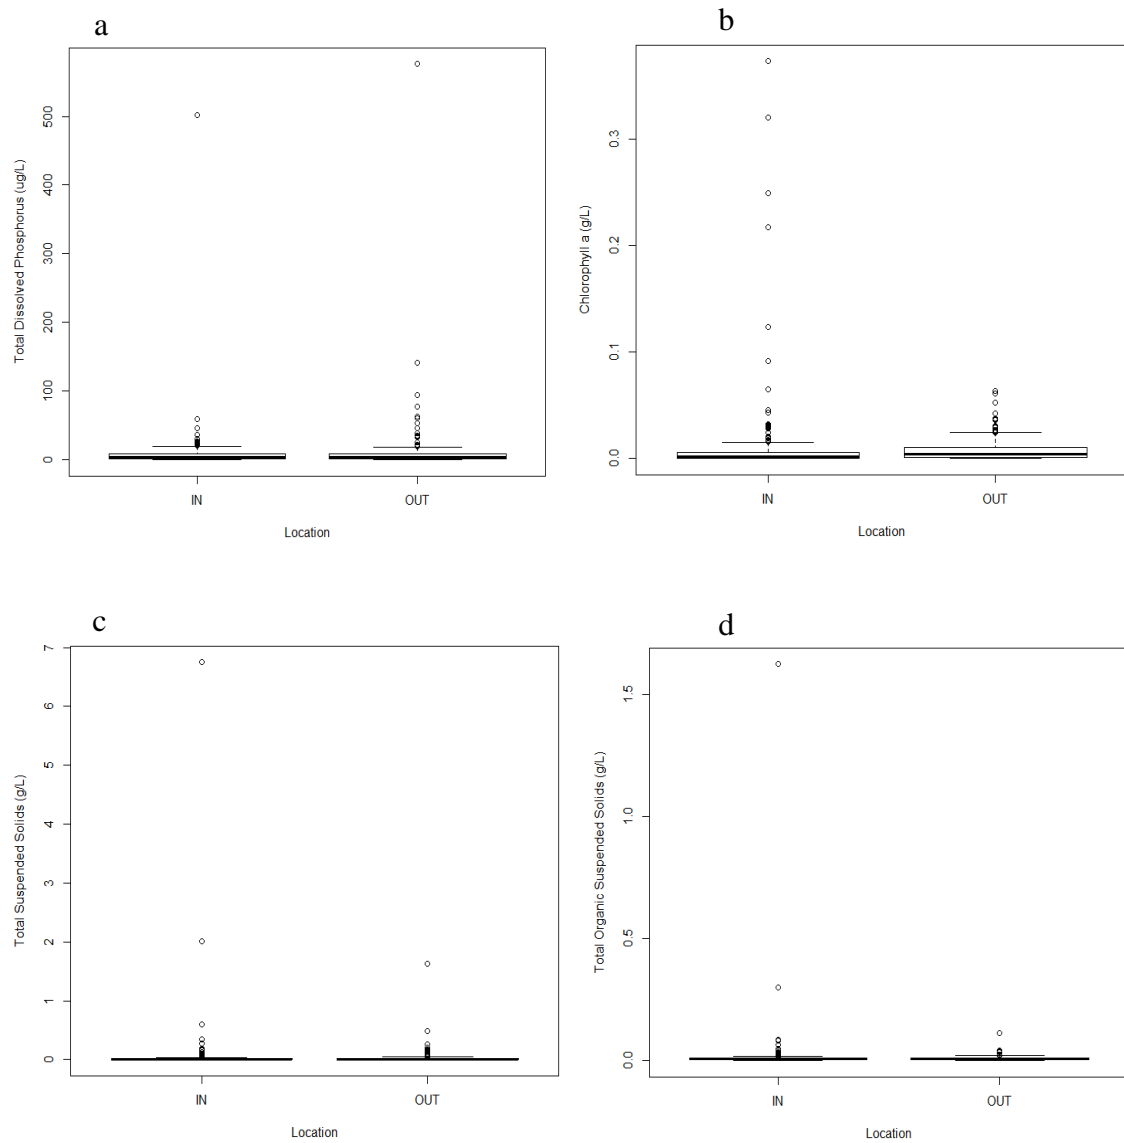 a
Total Dissolved Phosphorus (ug/L)
500
400
300
200
100
0
IN OUT
Location
b
Chlorophyll a (g/L)
0.3
0.2
0.1
0.0
IN OUT
Location
c
Total Suspended Solids (g/L)
7
6
5
4
3
2
1
0
IN OUT
Location
d
Total Organic Suspended Solids (g/L)
1.5
1.0
0.5
0.0
IN OUT
Location